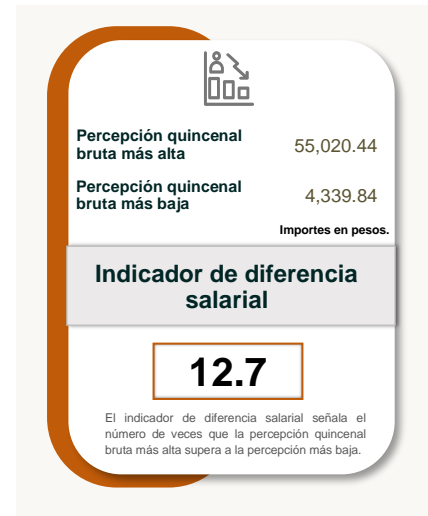 Percepción quincenal
bruta más alta
55,020.44
Percepción quincenal
bruta más baja
4,339.84
Importes en pesos.
Indicador de diferencia
salarial
12.7
El indicador de diferencia salarial señala el
número de veces que la percepción quincenal
bruta más alta supera a la percepción más baja.